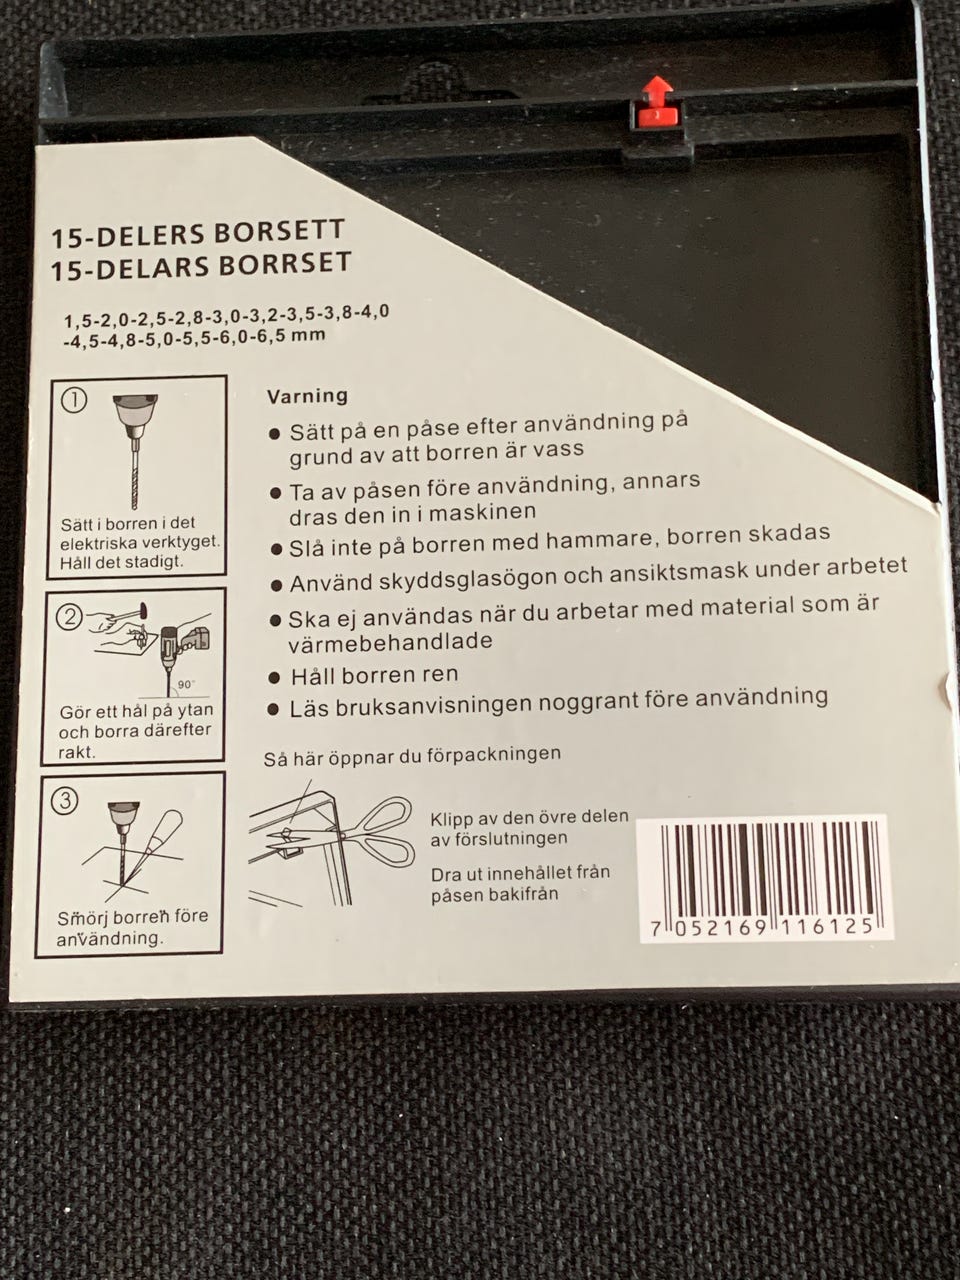 15-DELERS BORSETT
15-DELARS BORRSET
1,5-2,0-2,5-2,8-3,0-3,2-3,5-3,8-4,0
-4,5-4,8-5,0-5,5-6,0-6,5 mm
1
Sätt i borren i det
elektriska verktyget.
Håll det stadigt.
2
90°
Gör ett hål på ytan
och borra därefter
rakt.
3
Smörj borren före
användning.
Varning
● Sätt på en påse efter användning på
grund av att borren är vass
● Ta av påsen före användning, annars
dras den in i maskinen
● Slå inte på borren med hammare, borren skadas
● Använd skyddsglasögon och ansiktsmask under arbetet
● Ska ej användas när du arbetar med material som är
värmebehandlade
● Håll borren ren
● Läs bruksanvisningen noggrant före användning
Så här öppnar du förpackningen
Klipp av den övre delen
av förslutningen
Dra ut innehållet från
påsen bakifrån
7 052169 116125